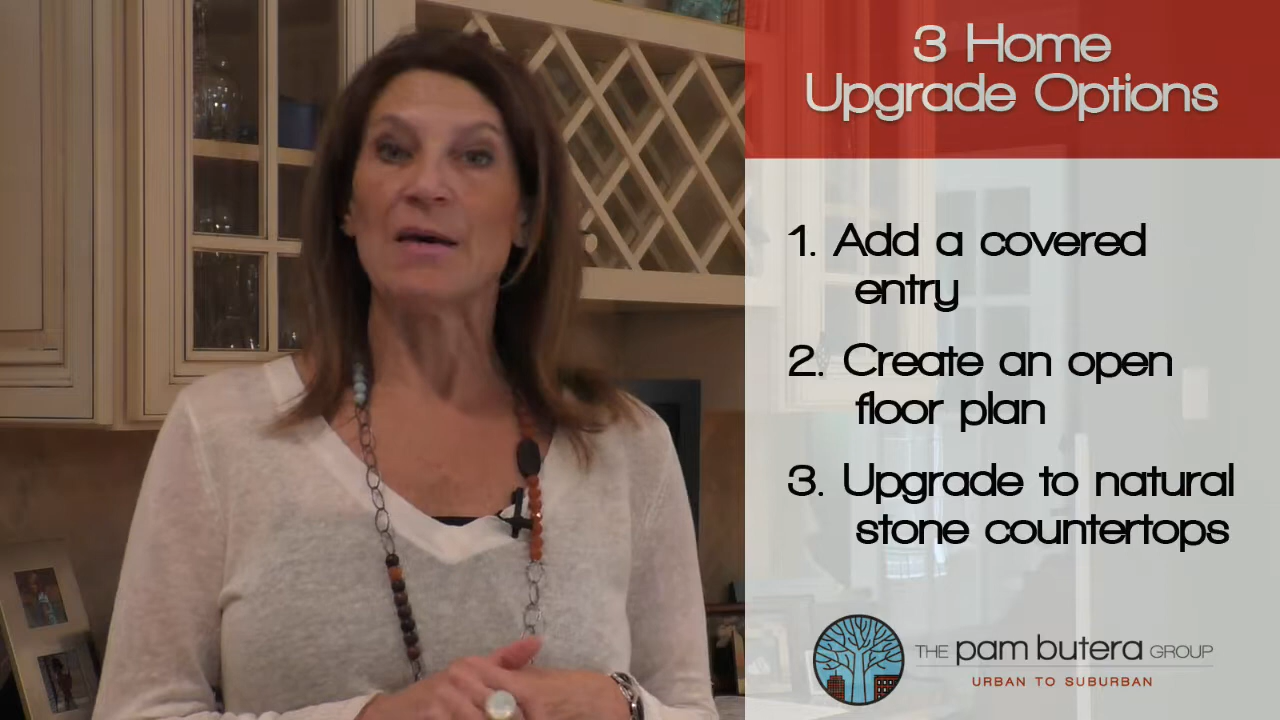 3 Home
Upgrade Options
1. Add a covered
entry
2. Create an open
floor plan
3. Upgrade to natural
stone countertops
THE pam butera GROUP
URBAN TO SUBURBAN